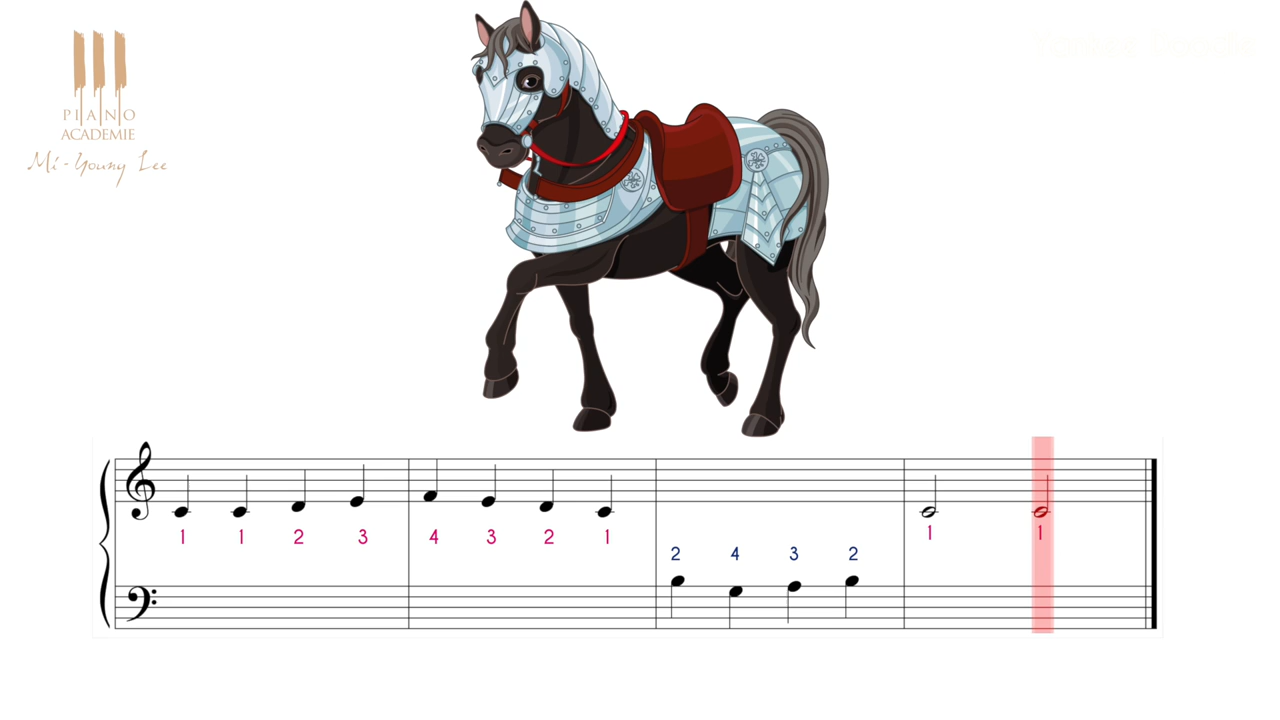 PIANO
ACADEMIE
Mi-Young Lee
1 1 2 3 4 3 2 1 1 1
2 4 3 2